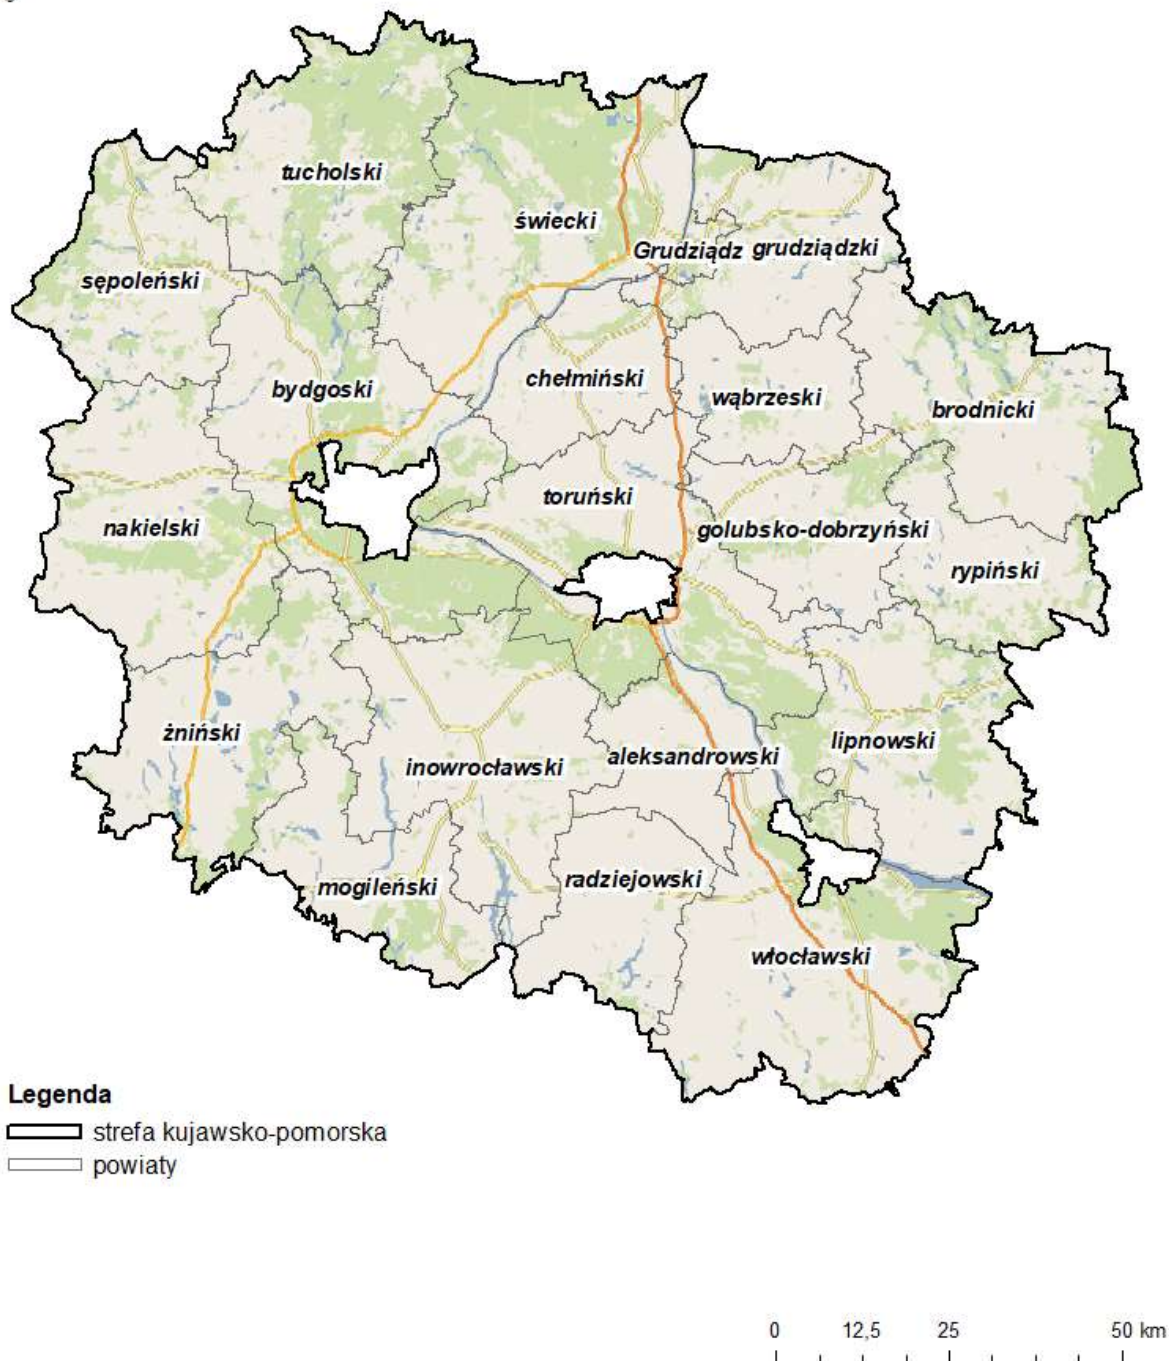 tucholski
świecki
Grudziądz
grudziądzki
sępoleński
bydgoski
chełmiński
wąbrzeski
brodnicki
toruński
nakielski
golubsko-dobrzyński
rypiński
żniński
inowrocławski
aleksandrowski
lipnowski
mogileński
radziejowski
włocławski
Legenda
strefa kujawsko-pomorska
powiaty
0 12,5 25 50 km